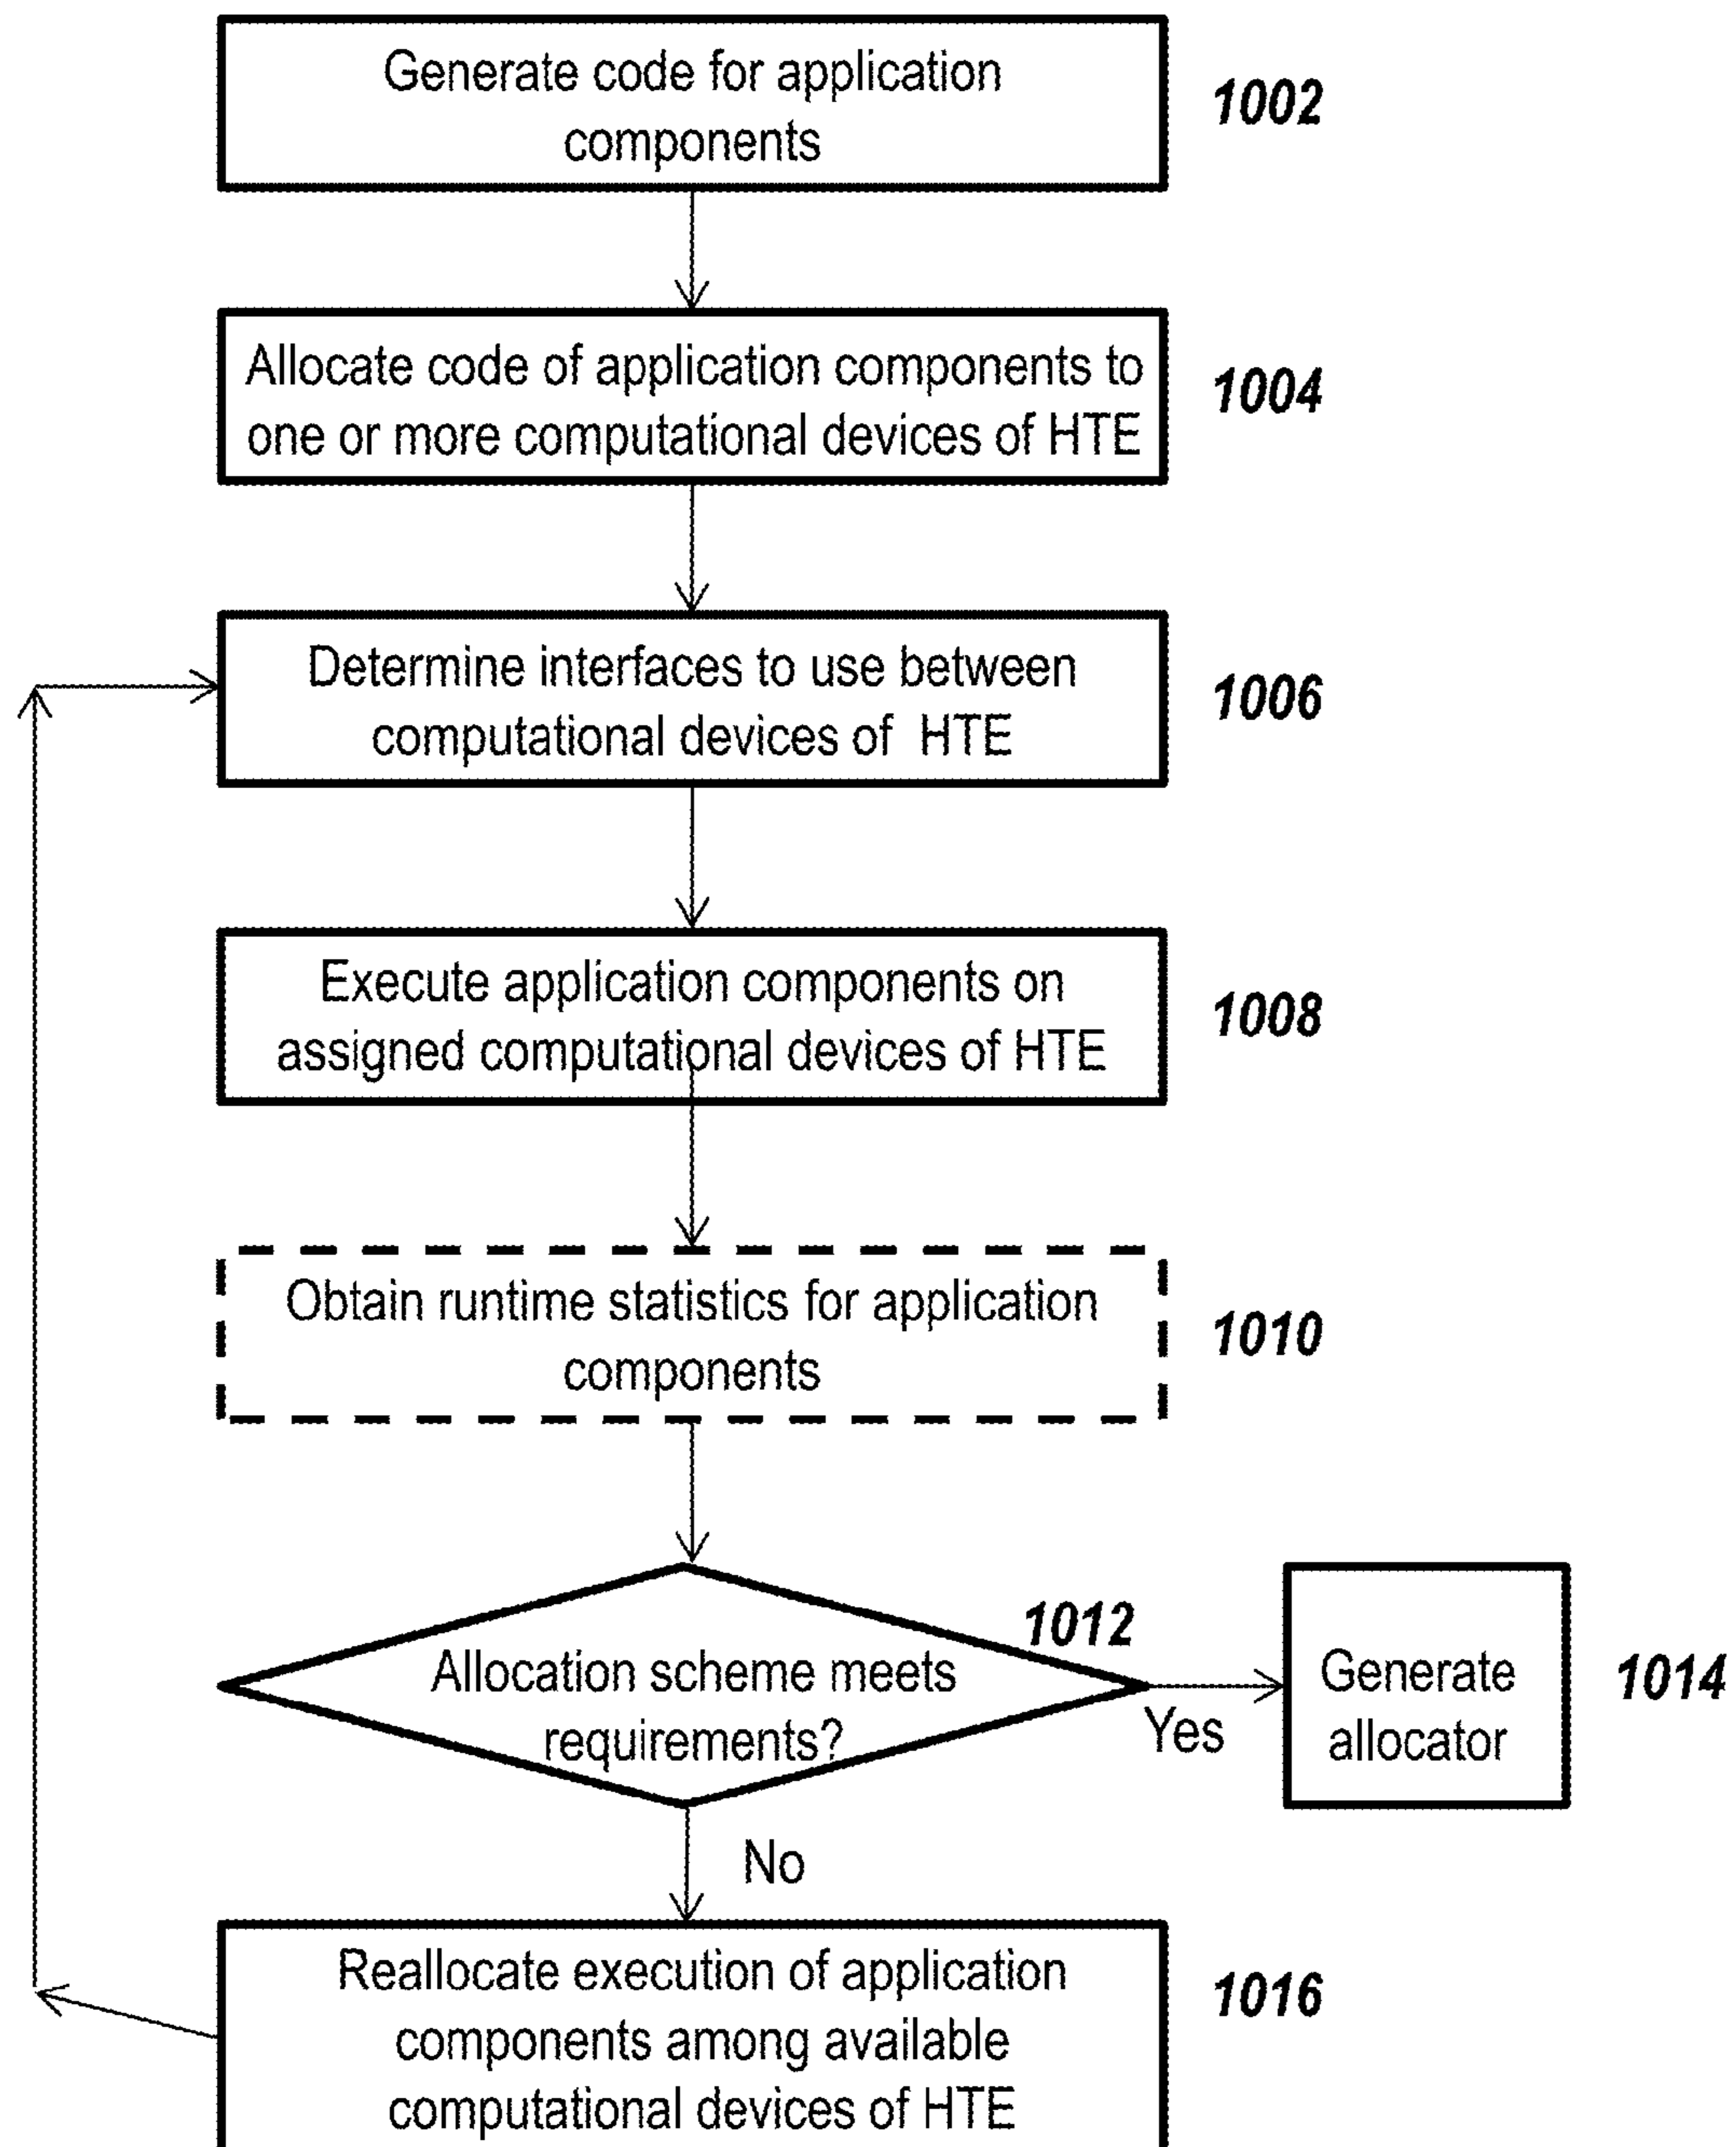 Generate code for application
components
1002
Allocate code of application components to
one or more computational devices of HTE
1004
Determine interfaces to use between
computational devices of HTE
1006
Execute application components on
assigned computational devices of HTE
1008
Obtain runtime statistics for application
components
1010
1012
Allocation scheme meets
requirements?
Yes
Generate
allocator
1014
No
Reallocate execution of application
components among available
computational devices of HTE
1016